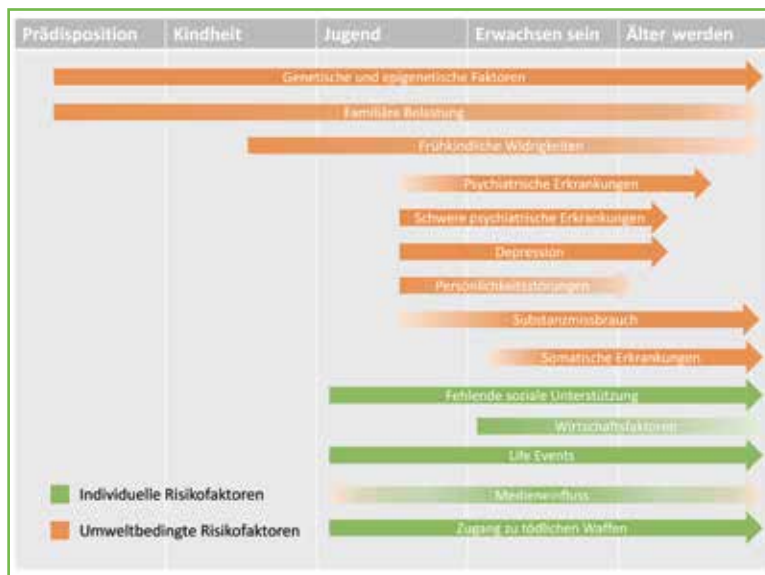 Prädisposition Kindheit Jugend Erwachsen sein Älter werden
Genetische und epigenetische Faktoren
Familiäre Belastung
Frühkindliche Widrigkeiten
Psychiatrische Erkrankungen
Schwere psychiatrische Erkrankungen
Depression
Persönlichkeitsstörungen
Substanzmissbrauch
Somatische Erkrankungen
Fehlende soziale Unterstützung
Wirtschaftsfaktoren
Life Events
Individuelle Risikofaktoren
Medieneinfluss
Umweltbedingte Risikofaktoren
Zugang zu tödlichen Waffen